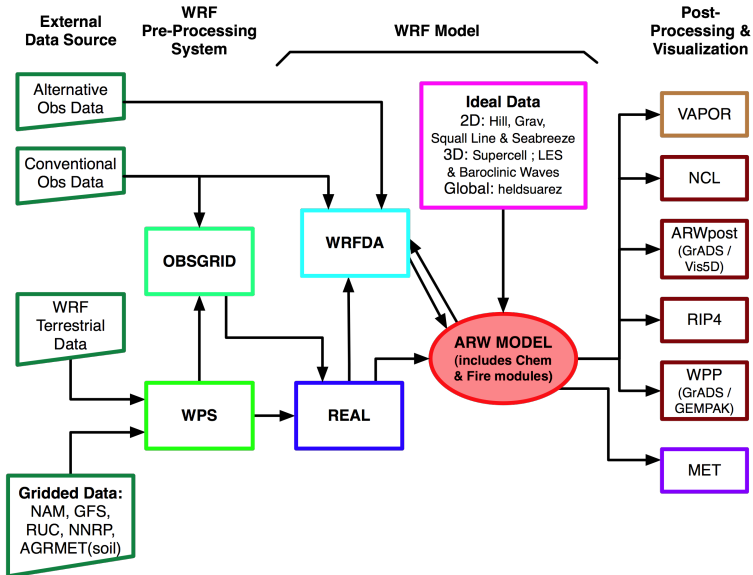 External
Data Source
WRF
Pre-Processing
System
WRF Model
Post-
Processing &
Visualization
Alternative
Obs Data
Conventional
Obs Data
WRF
Terrestrial
Data
Gridded Data:
NAM, GFS,
RUC, NNRP,
AGRMET(soil)
OBSGRID
WPS
REAL
WRFDA
Ideal Data
2D: Hill, Grav,
Squall Line & Seabreeze
3D: Supercell ; LES
& Baroclinic Waves
Global: heldsuarez
ARW MODEL
(includes Chem
& Fire modules)
VAPOR
NCL
ARWpost
(GrADS /
Vis5D)
RIP4
WPP
(GrADS /
GEMPAK)
MET